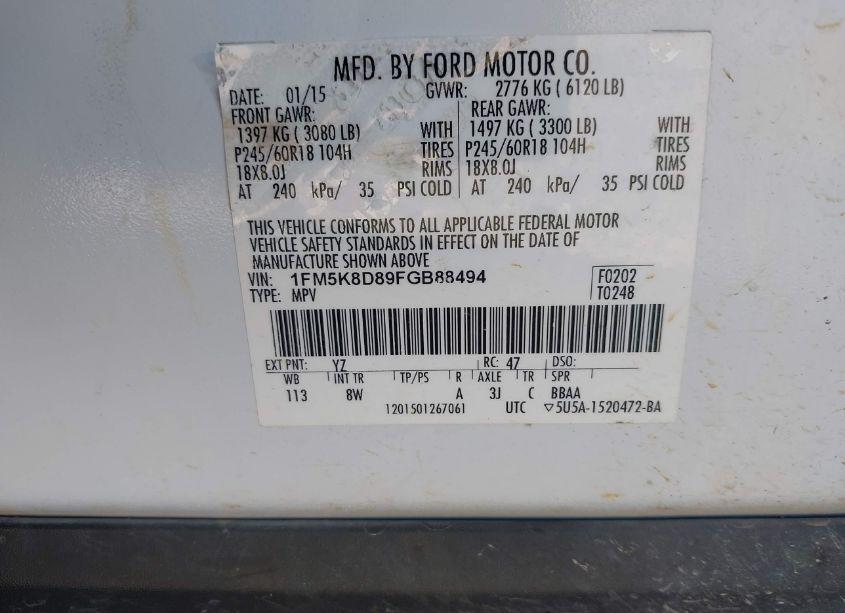 MFD. BY FORD MOTOR CO.
DATE: 01/15 GVWR: 2776 KG ( 6120 LB)
FRONT GAWR: REAR GAWR:
1397 KG ( 3080 LB) WITH 1497 KG ( 3300 LB) WITH
P245/60R18 104H TIRES P245/60R18 104H TIRES
18X8.0J RIMS 18X8.0J RIMS
AT 240 kPa/ 35 PSI COLD AT 240 kPa/ 35 PSI COLD
THIS VEHICLE CONFORMS TO ALL APPLICABLE FEDERAL MOTOR
VEHICLE SAFETY STANDARDS IN EFFECT ON THE DATE OF
MANUFACTURE SHOWN ABOVE
VIN: 1FM5K8D89FGB88494 F0202
TYPE: MPV T0248
EXT PNT: YZ RC: 47 DSO:
WB INT TR TP/PS R AXLE TR SPR
113 8W A 3J C BBAA
1201501267061 UTC ▽5U5A-1520472-BA